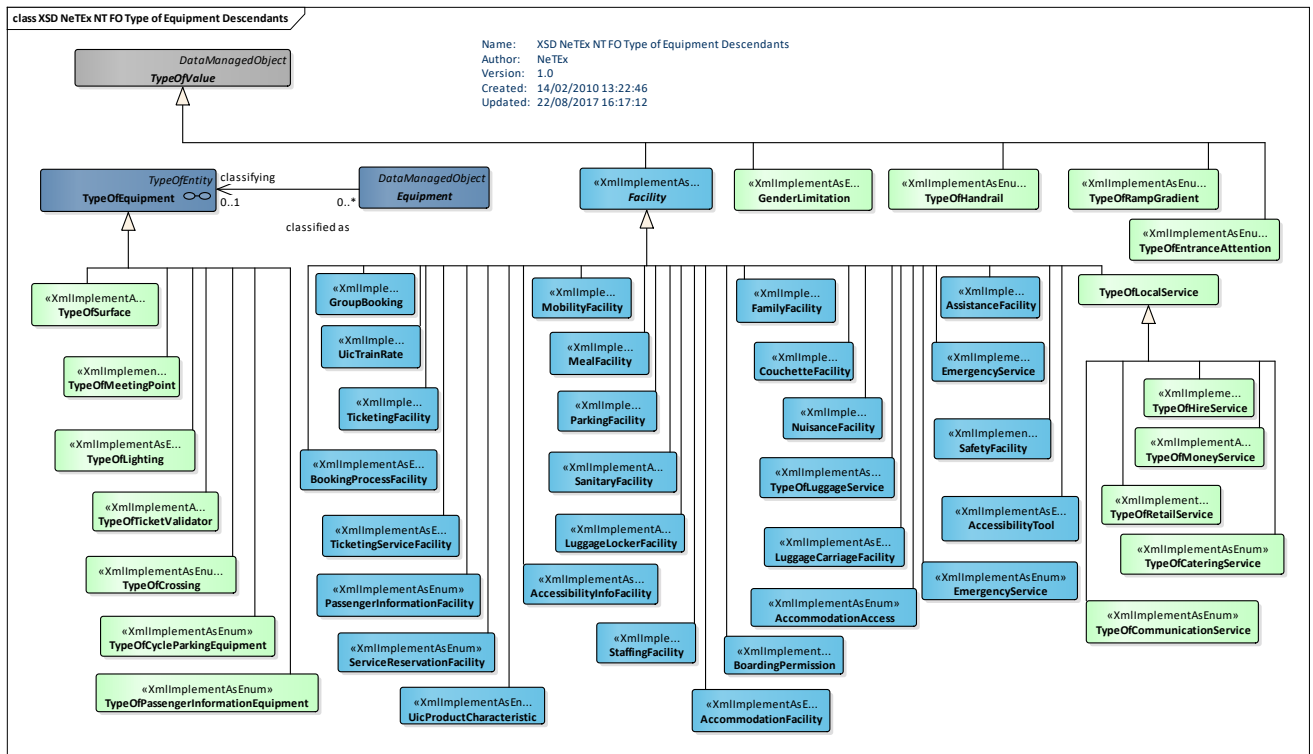 class XSD NeTEx NT FO Type of Equipment Descendants
Name: XSD NeTEx NT FO Type of Equipment Descendants
Author: NeTEx
Version: 1.0
Created: 14/02/2010 13:22:46
Updated: 22/08/2017 16:17:12
DataManagedObject
TypeOfValue
TypeOfEntity
TypeOfEquipment
classifying
0..1
0..*
classified as
DataManagedObject
Equipment
«XmlImplementAs...
Facility
«XmlImplementAsE...
GenderLimitation
«XmlImplementAsEnu...
TypeOfHandrail
«XmlImplementAsEnu...
TypeOfRampGradient
«XmlImplementAsEnu...
TypeOfEntranceAttention
«XmlImplementA...
TypeOfSurface
«XmlImplemen...
TypeOfMeetingPoint
«XmlImplementAsE...
TypeOfLighting
«XmlImplementA...
TypeOfTicketValidator
«XmlImplementAsEnu...
TypeOfCrossing
«XmlImplementAsEnum»
TypeOfCycleParkingEquipment
«XmlImplementAsEnum»
TypeOfPassengerInformationEquipment
«XmlImple...
GroupBooking
«XmlImple...
UicTrainRate
«XmlImple...
TicketingFacility
«XmlImplementAsE...
BookingProcessFacility
«XmlImplementAsE...
TicketingServiceFacility
«XmlImplementAsEnum»
PassengerInformationFacility
«XmlImplementAsEnum»
ServiceReservationFacility
«XmlImplementAsEn...
UicProductCharacteristic
«XmlImple...
MobilityFacility
«XmlImple...
MealFacility
«XmlImple...
ParkingFacility
«XmlImplementA...
SanitaryFacility
«XmlImplementA...
LuggageLockerFacility
«XmlImplementAs...
AccessibilityInfoFacility
«XmlImple...
StaffingFacility
«XmlImplementAsE...
AccommodationFacility
«XmlImple...
FamilyFacility
«XmlImple...
CouchetteFacility
«XmlImple...
NuisanceFacility
«XmlImplementAs...
TypeOfLuggageService
«XmlImplementAsE...
LuggageCarriageFacility
«XmlImplementAsEnum»
AccommodationAccess
«XmlImplement...
BoardingPermission
«XmlImple...
AssistanceFacility
«XmlImpleme...
EmergencyService
«XmlImplemen...
SafetyFacility
«XmlImplementAsE...
AccessibilityTool
«XmlImplementAsEnum»
EmergencyService
TypeOfLocalService
«XmlImpleme...
TypeOfHireService
«XmlImplementA...
TypeOfMoneyService
«XmlImplement...
TypeOfRetailService
«XmlImplementAsEnum»
TypeOfCateringService
«XmlImplementAsEnum»
TypeOfCommunicationService